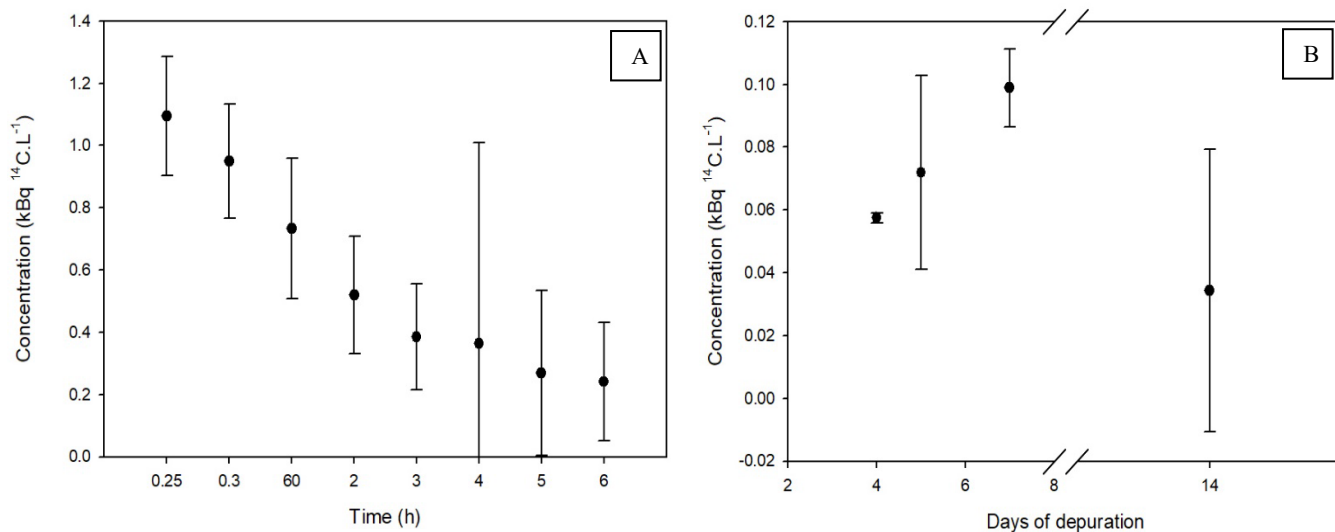 A
Concentration (kBq ¹⁴C.L⁻¹)
1.4
1.2
1.0
0.8
0.6
0.4
0.2
0.0
0.25 0.3 60 2 3 4 5 6
Time (h)
B
Concentration (kBq ¹⁴C.L⁻¹)
0.12
0.10
0.08
0.06
0.04
0.02
0.00
-0.02
2 4 6 8 14
Days of depuration